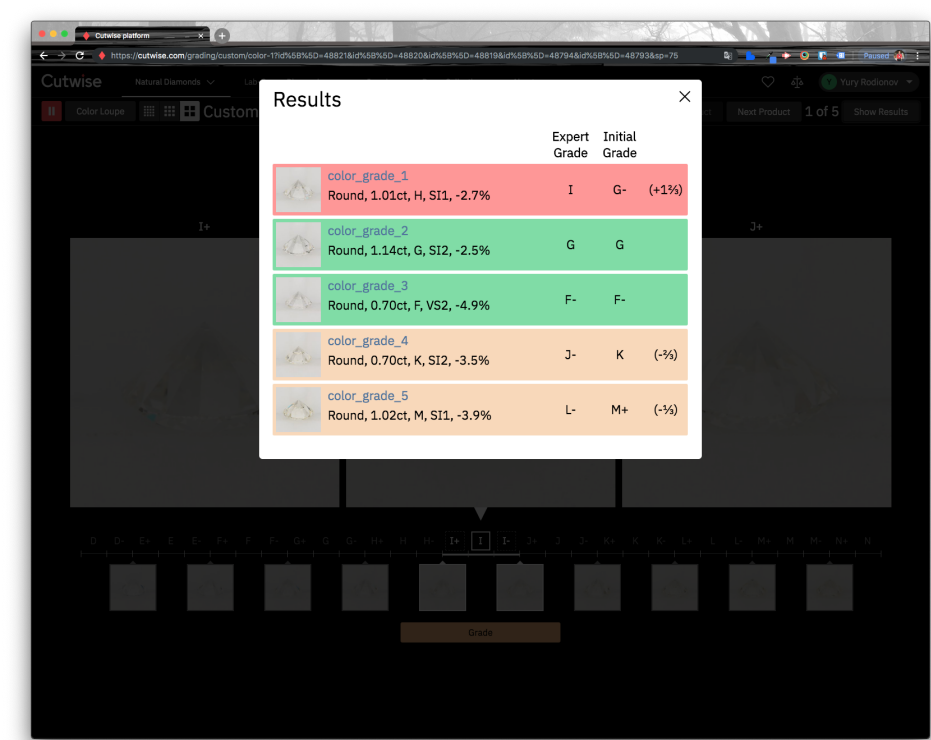 Cutwise platform
https://cutwise.com/grading/custom/color-1?id%5B%5D=48821&id%5B%5D=48820&id%5B%5D=48819&id%5B%5D=48794&id%5B%5D=48793&sp=75
Paused
Cutwise
Natural Diamonds
Lab
Y
Yury Rodionov
Color Loupe
Custom
Next Product
1 of 5
Show Results
Results
Expert Grade
Initial Grade
color_grade_1
Round, 1.01ct, H, SI1, -2.7%
I
G-
(+1⅔)
color_grade_2
Round, 1.14ct, G, SI2, -2.5%
G
G
color_grade_3
Round, 0.70ct, F, VS2, -4.9%
F-
F-
color_grade_4
Round, 0.70ct, K, SI2, -3.5%
J-
K
(-⅔)
color_grade_5
Round, 1.02ct, M, SI1, -3.9%
L-
M+
(-⅓)
I+
J+
D D- E+ E E- F+ F F- G+ G G- H+ H H- I+ I I- J+ J J- K+ K K- L+ L L- M+ M M- N+ N
Grade